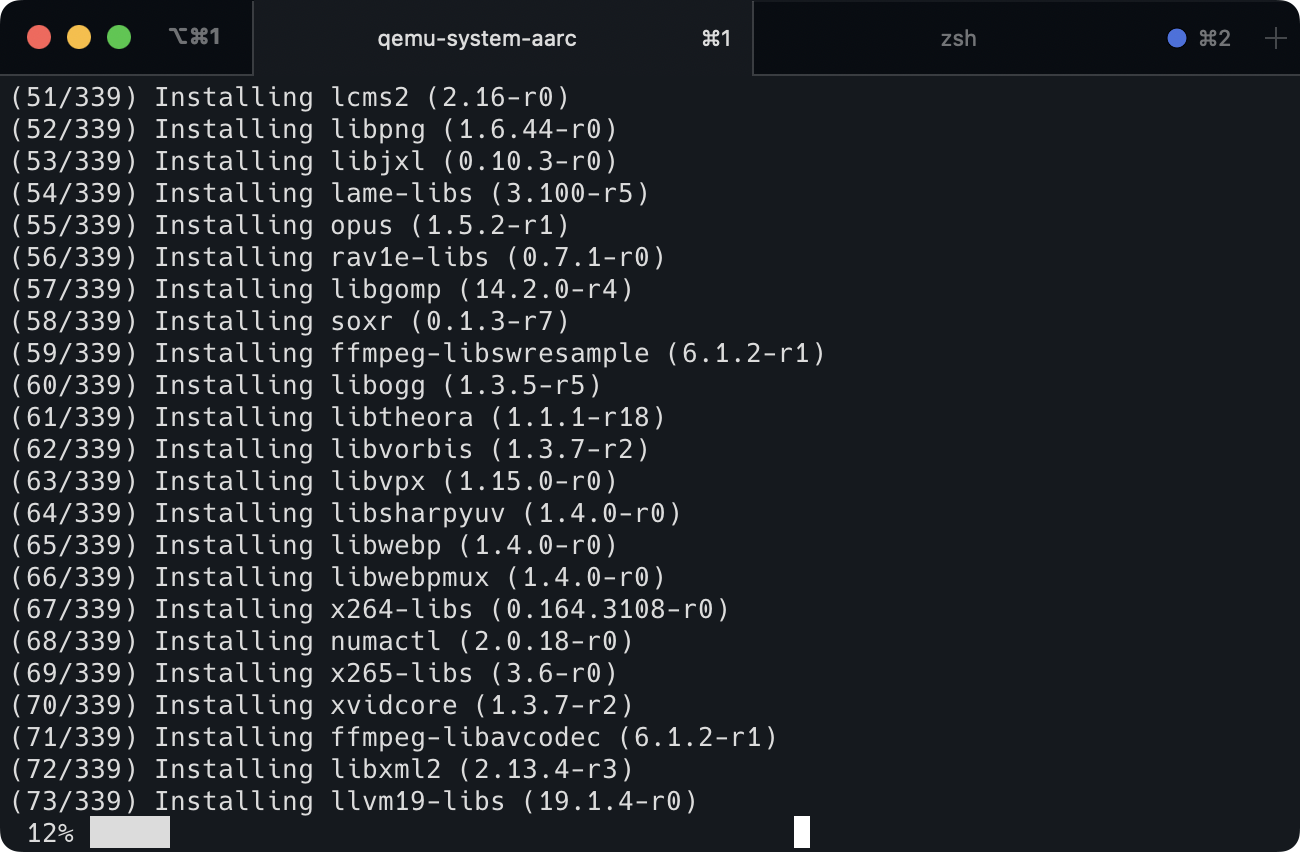 ⌥⌘1 qemu-system-aarc ⌘1 zsh ⌘2
(51/339) Installing lcms2 (2.16-r0)
(52/339) Installing libpng (1.6.44-r0)
(53/339) Installing libjxl (0.10.3-r0)
(54/339) Installing lame-libs (3.100-r5)
(55/339) Installing opus (1.5.2-r1)
(56/339) Installing rav1e-libs (0.7.1-r0)
(57/339) Installing libgomp (14.2.0-r4)
(58/339) Installing soxr (0.1.3-r7)
(59/339) Installing ffmpeg-libswresample (6.1.2-r1)
(60/339) Installing libogg (1.3.5-r5)
(61/339) Installing libtheora (1.1.1-r18)
(62/339) Installing libvorbis (1.3.7-r2)
(63/339) Installing libvpx (1.15.0-r0)
(64/339) Installing libsharpyuv (1.4.0-r0)
(65/339) Installing libwebp (1.4.0-r0)
(66/339) Installing libwebpmux (1.4.0-r0)
(67/339) Installing x264-libs (0.164.3108-r0)
(68/339) Installing numactl (2.0.18-r0)
(69/339) Installing x265-libs (3.6-r0)
(70/339) Installing xvidcore (1.3.7-r2)
(71/339) Installing ffmpeg-libavcodec (6.1.2-r1)
(72/339) Installing libxml2 (2.13.4-r3)
(73/339) Installing llvm19-libs (19.1.4-r0)
12%